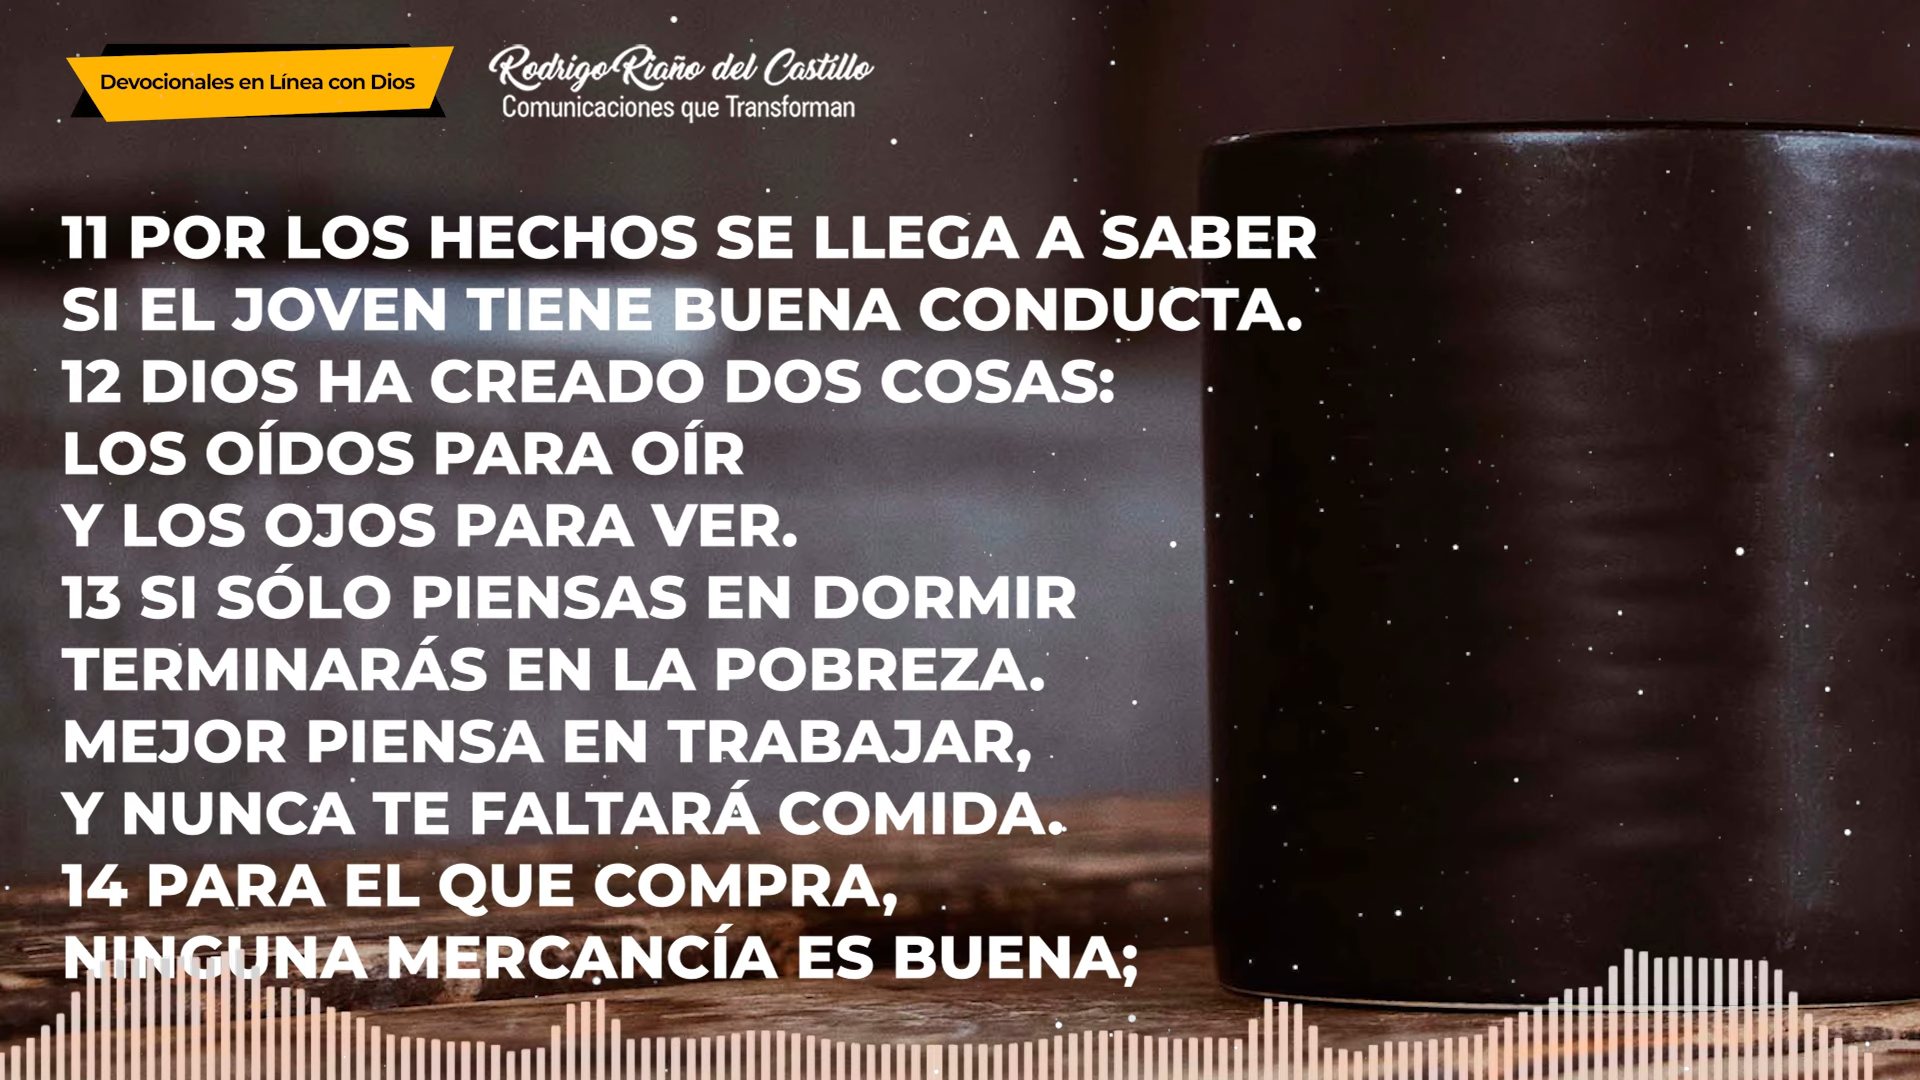 Devocionales en Línea con Dios
Rodrigo Riaño del Castillo
Comunicaciones que Transforman
11 POR LOS HECHOS SE LLEGA A SABER
SI EL JOVEN TIENE BUENA CONDUCTA.
12 DIOS HA CREADO DOS COSAS:
LOS OÍDOS PARA OÍR
Y LOS OJOS PARA VER.
13 SI SÓLO PIENSAS EN DORMIR
TERMINARÁS EN LA POBREZA.
MEJOR PIENSA EN TRABAJAR,
Y NUNCA TE FALTARÁ COMIDA.
14 PARA EL QUE COMPRA,
NINGUNA MERCANCÍA ES BUENA;